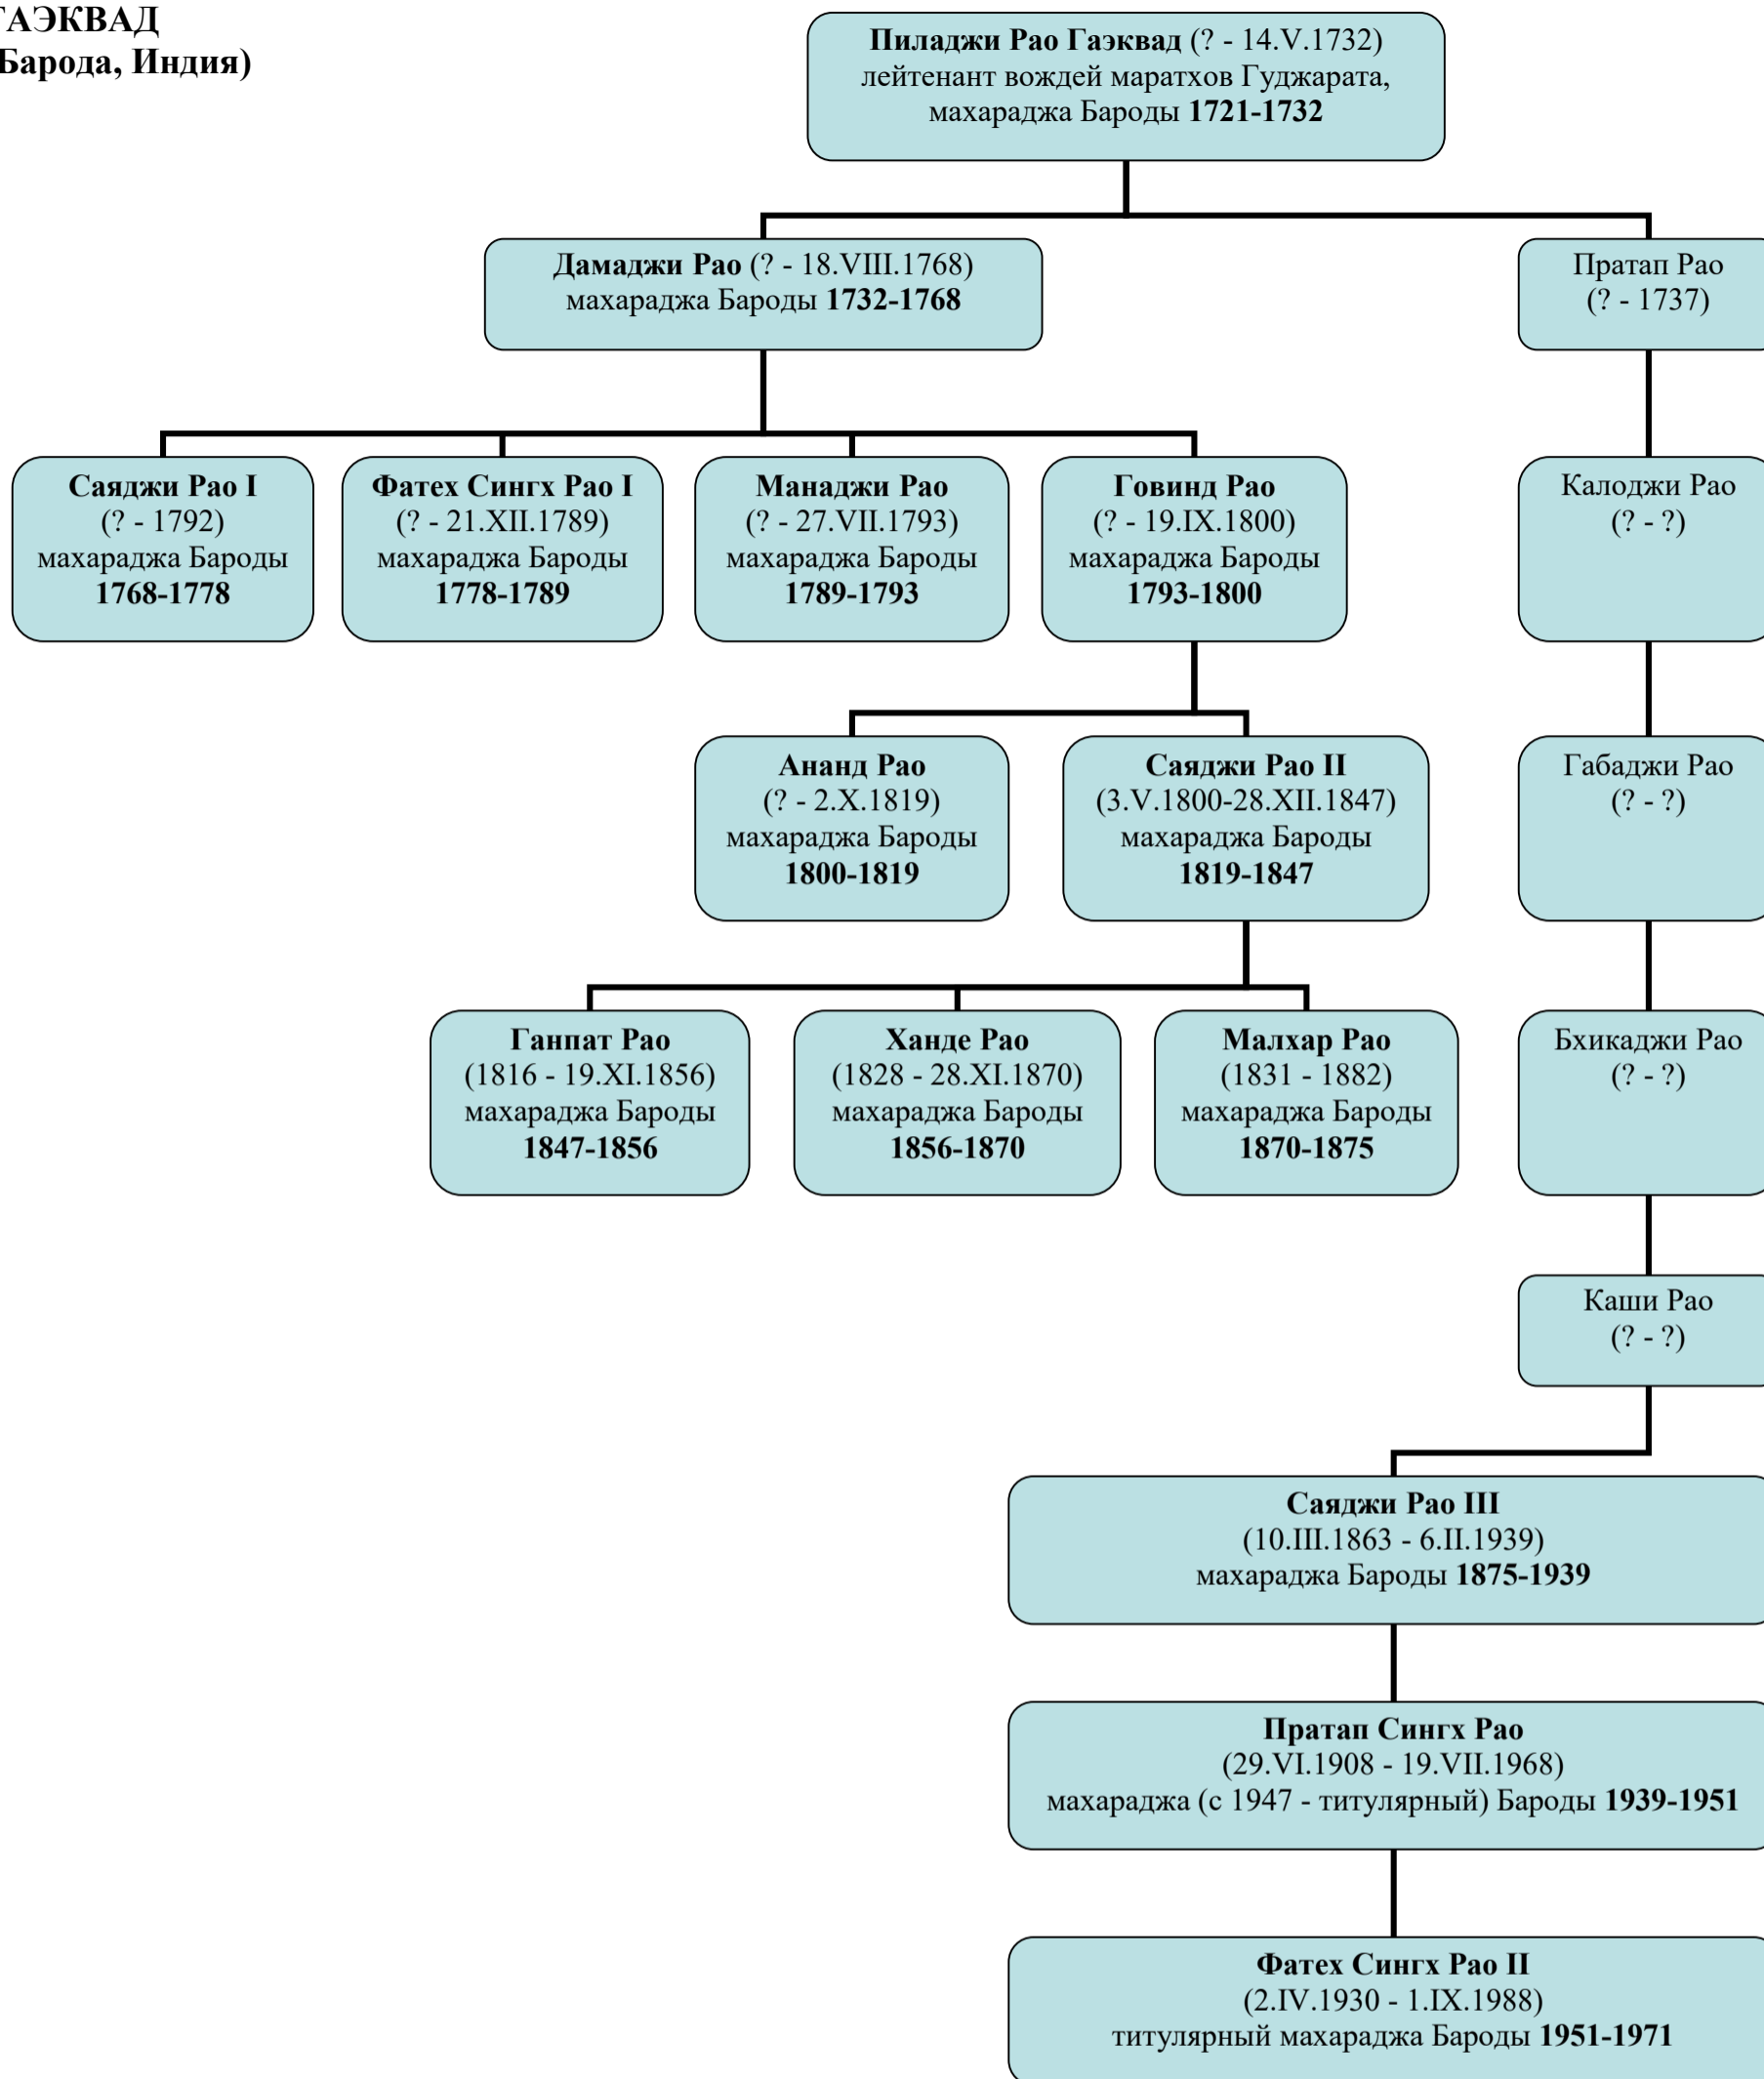 ГАЭКВАД
Барода, Индия)
Пиладжи Рао Гаэквад (? - 14.V.1732)
лейтенант вождей маратхов Гуджарата,
махараджа Бароды 1721-1732
Дамаджи Рао (? - 18.VIII.1768)
махараджа Бароды 1732-1768
Пратап Рао
(? - 1737)
Саяджи Рао I
(? - 1792)
махараджа Бароды
1768-1778
Фатех Сингх Рао I
(? - 21.XII.1789)
махараджа Бароды
1778-1789
Манаджи Рао
(? - 27.VII.1793)
махараджа Бароды
1789-1793
Говинд Рао
(? - 19.IX.1800)
махараджа Бароды
1793-1800
Калоджи Рао
(? - ?)
Ананд Рао
(? - 2.X.1819)
махараджа Бароды
1800-1819
Саяджи Рао II
(3.V.1800-28.XII.1847)
махараджа Бароды
1819-1847
Габаджи Рао
(? - ?)
Ганпат Рао
(1816 - 19.XI.1856)
махараджа Бароды
1847-1856
Ханде Рао
(1828 - 28.XI.1870)
махараджа Бароды
1856-1870
Малхар Рао
(1831 - 1882)
махараджа Бароды
1870-1875
Бхикаджи Рао
(? - ?)
Каши Рао
(? - ?)
Саяджи Рао III
(10.III.1863 - 6.II.1939)
махараджа Бароды 1875-1939
Пратап Сингх Рао
(29.VI.1908 - 19.VII.1968)
махараджа (с 1947 - титулярный) Бароды 1939-1951
Фатех Сингх Рао II
(2.IV.1930 - 1.IX.1988)
титулярный махараджа Бароды 1951-1971